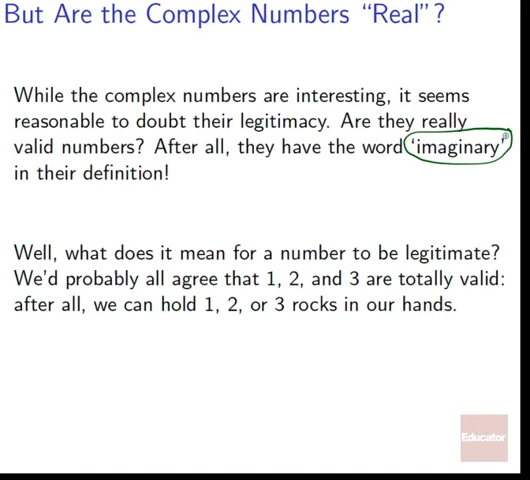 But Are the Complex Numbers “Real”?
While the complex numbers are interesting, it seems
reasonable to doubt their legitimacy. Are they really
valid numbers? After all, they have the word ‘imaginary’
in their definition!
Well, what does it mean for a number to be legitimate?
We'd probably all agree that 1, 2, and 3 are totally valid:
after all, we can hold 1, 2, or 3 rocks in our hands.
Educator